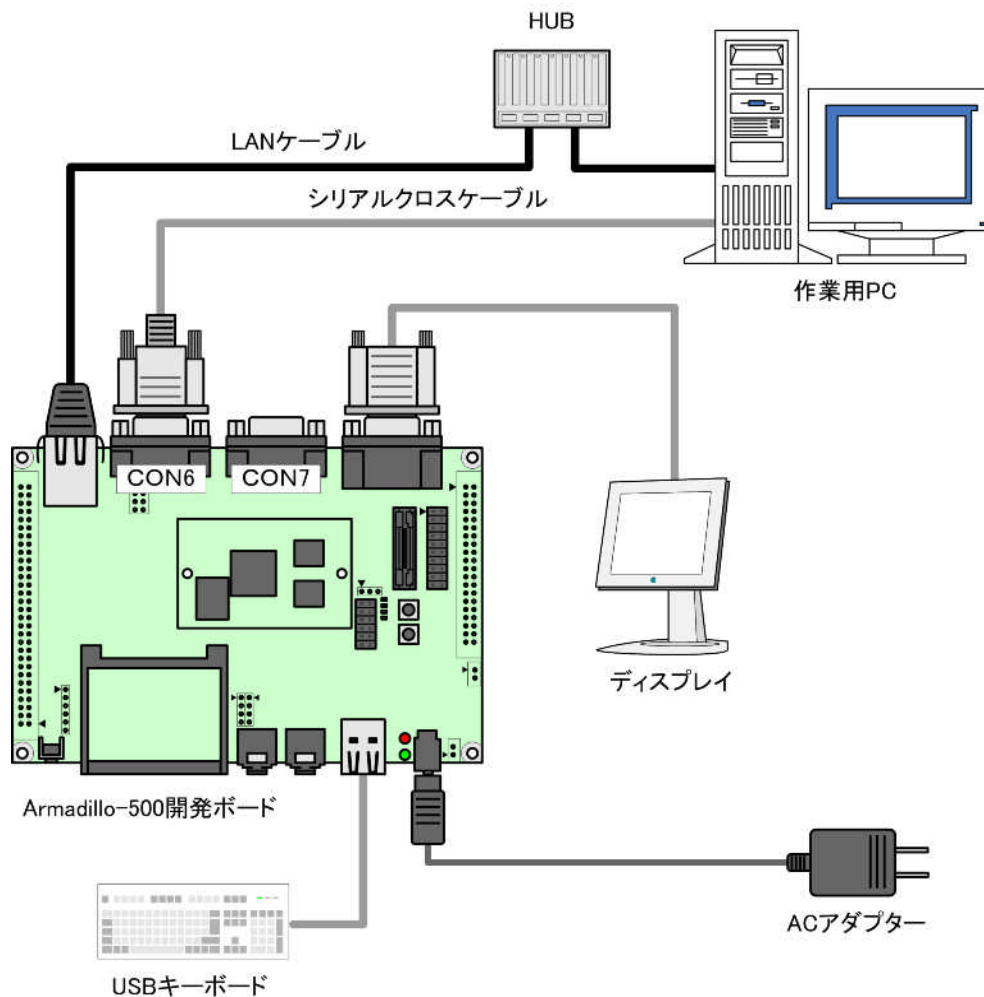 HUB
LANケーブル
シリアルクロスケーブル
作業用PC
CON6
CON7
ディスプレイ
Armadillo-500開発ボード
ACアダプター
USBキーボード